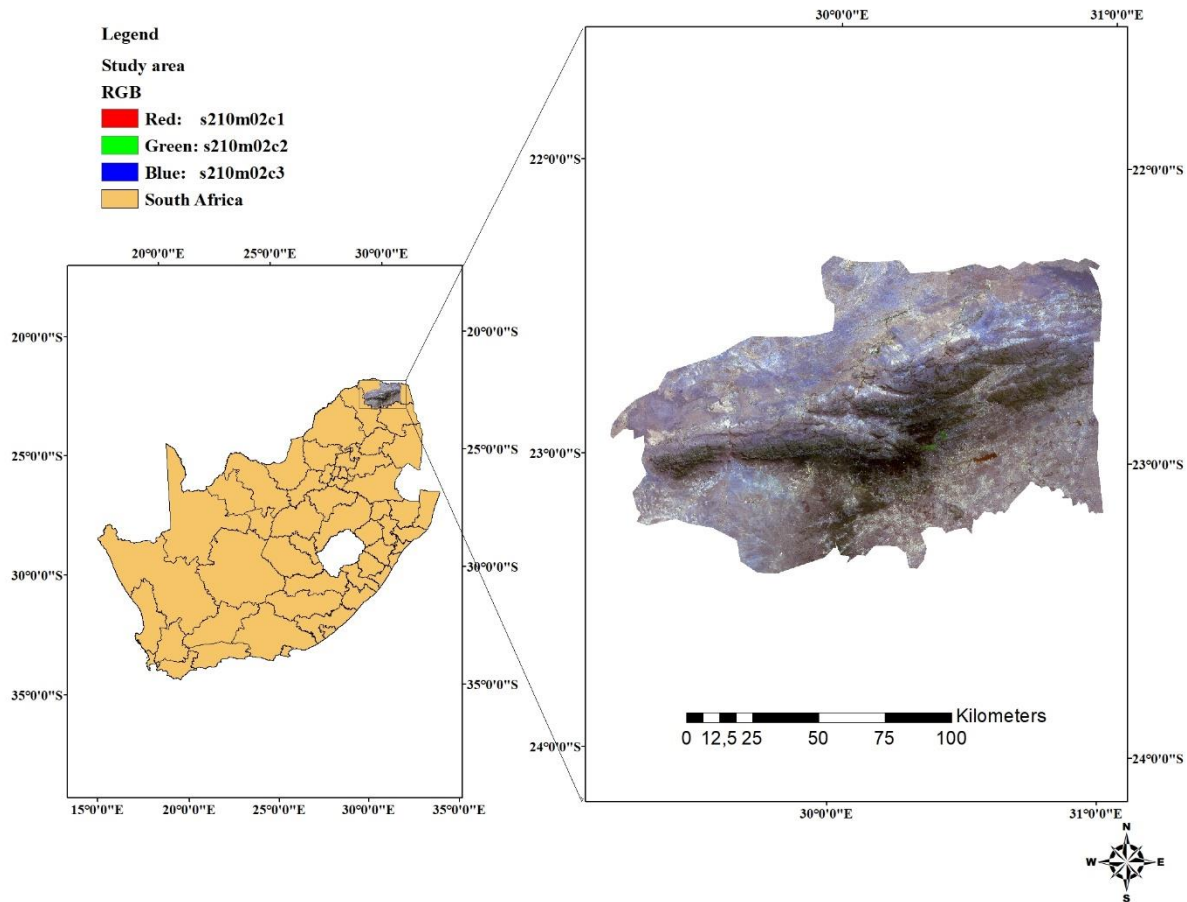 Legend
Study area
RGB
Red: s210m02c1
Green: s210m02c2
Blue: s210m02c3
South Africa
20°0'0"E 25°0'0"E 30°0'0"E
20°0'0"S 20°0'0"S
25°0'0"S 25°0'0"S
30°0'0"S 30°0'0"S
35°0'0"S 35°0'0"S
15°0'0"E 20°0'0"E 25°0'0"E 30°0'0"E 35°0'0"E
30°0'0"E 31°0'0"E
22°0'0"S 22°0'0"S
23°0'0"S 23°0'0"S
Kilometers
0 12,5 25 50 75 100
24°0'0"S 24°0'0"S
30°0'0"E 31°0'0"E
N
W E
S